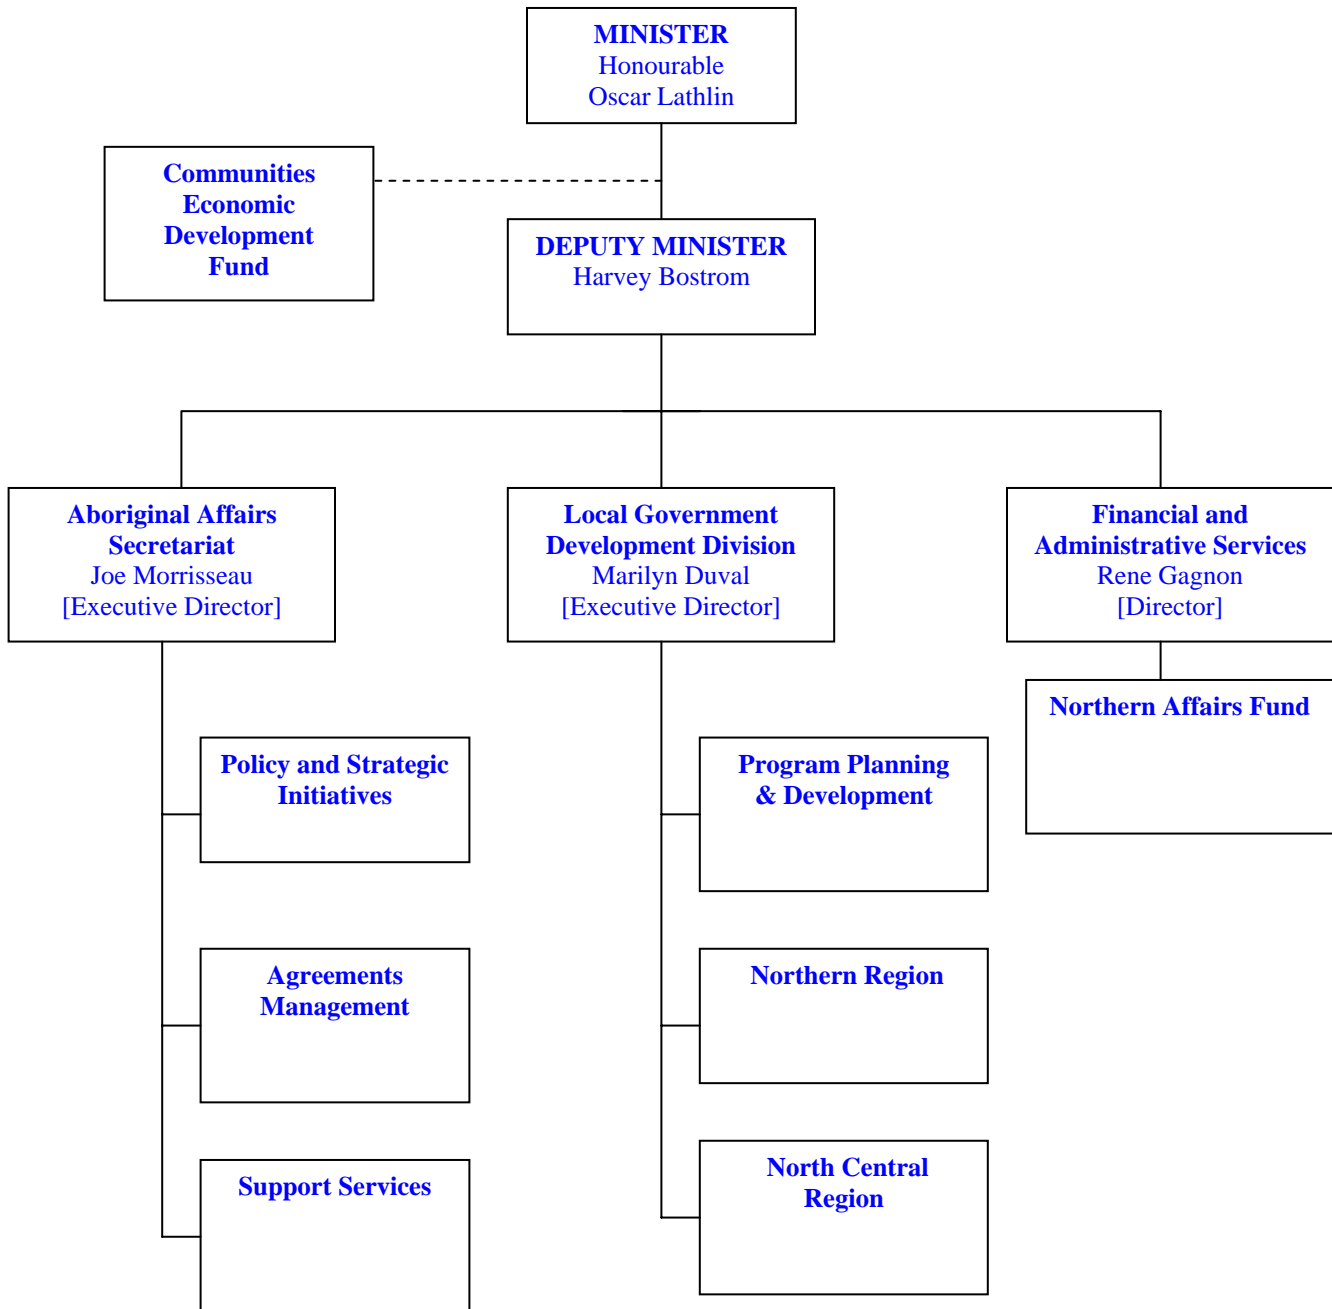 MINISTER
Honourable
Oscar Lathlin
Communities
Economic
Development
Fund
DEPUTY MINISTER
Harvey Bostrom
Aboriginal Affairs
Secretariat
Joe Morrisseau
[Executive Director]
Local Government
Development Division
Marilyn Duval
[Executive Director]
Financial and
Administrative Services
Rene Gagnon
[Director]
Northern Affairs Fund
Policy and Strategic
Initiatives
Program Planning
& Development
Agreements
Management
Northern Region
Support Services
North Central
Region